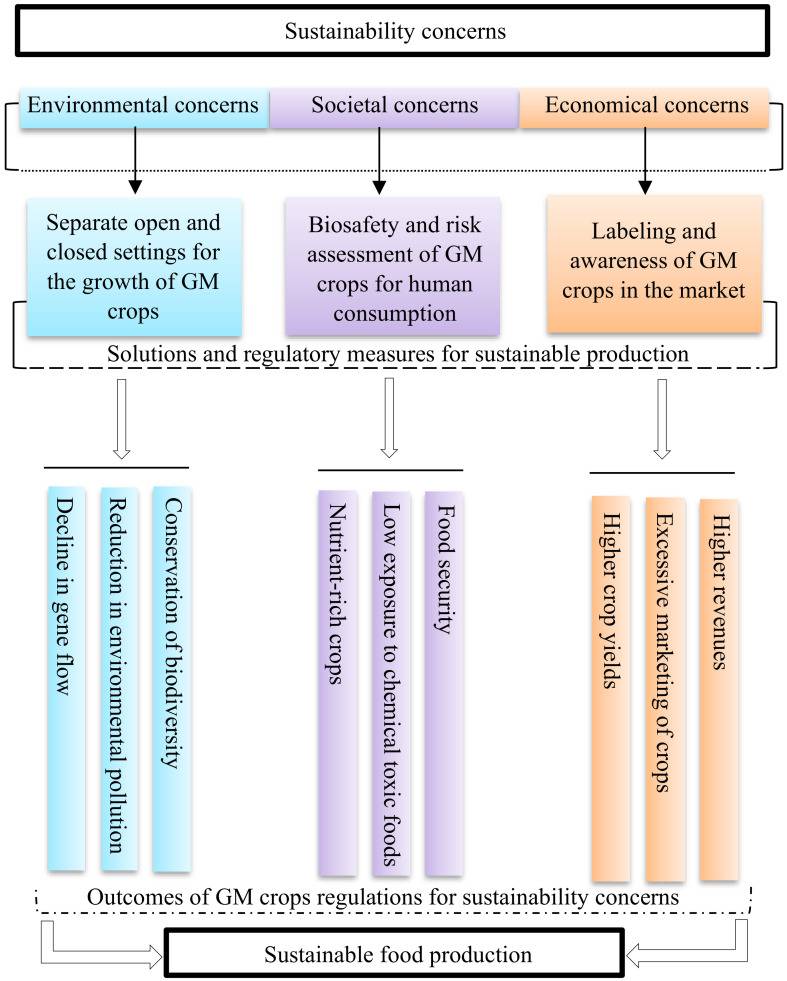 Sustainability concerns
Environmental concerns
Societal concerns
Economical concerns
Separate open and
closed settings for
the growth of GM
crops
Biosafety and risk
assessment of GM
crops for human
consumption
Labeling and
awareness of GM
crops in the market
Solutions and regulatory measures for sustainable production
Decline in gene flow
Reduction in environmental pollution
Conservation of biodiversity
Nutrient-rich crops
Low exposure to chemical toxic foods
Food security
Higher crop yields
Excessive marketing of crops
Higher revenues
Outcomes of GM crops regulations for sustainability concerns
Sustainable food production